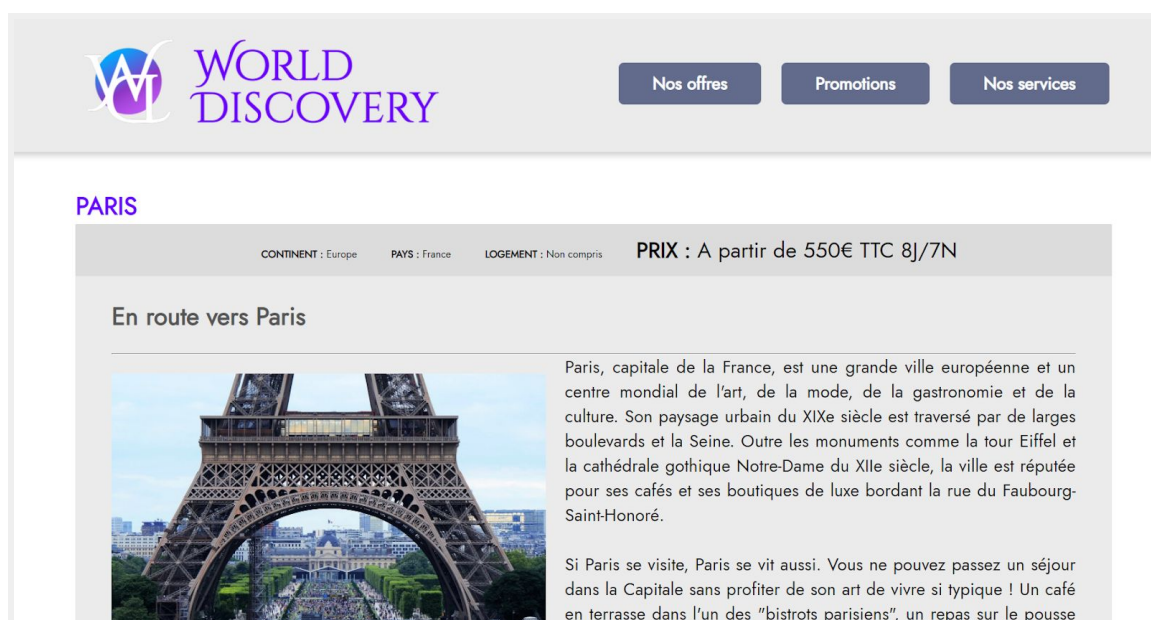 WORLD
DISCOVERY
Nos offres
Promotions
Nos services
PARIS
CONTINENT : Europe PAYS : France LOGEMENT : Non compris PRIX : A partir de 550€ TTC 8J/7N
En route vers Paris
Paris, capitale de la France, est une grande ville européenne et un
centre mondial de l'art, de la mode, de la gastronomie et de la
culture. Son paysage urbain du XIXe siècle est traversé par de larges
boulevards et la Seine. Outre les monuments comme la tour Eiffel et
la cathédrale gothique Notre-Dame du XIIe siècle, la ville est réputée
pour ses cafés et ses boutiques de luxe bordant la rue du Faubourg-
Saint-Honoré.
Si Paris se visite, Paris se vit aussi. Vous ne pouvez passez un séjour
dans la Capitale sans profiter de son art de vivre si typique ! Un café
en terrasse dans l'un des "bistrots parisiens", un repas sur le pousse